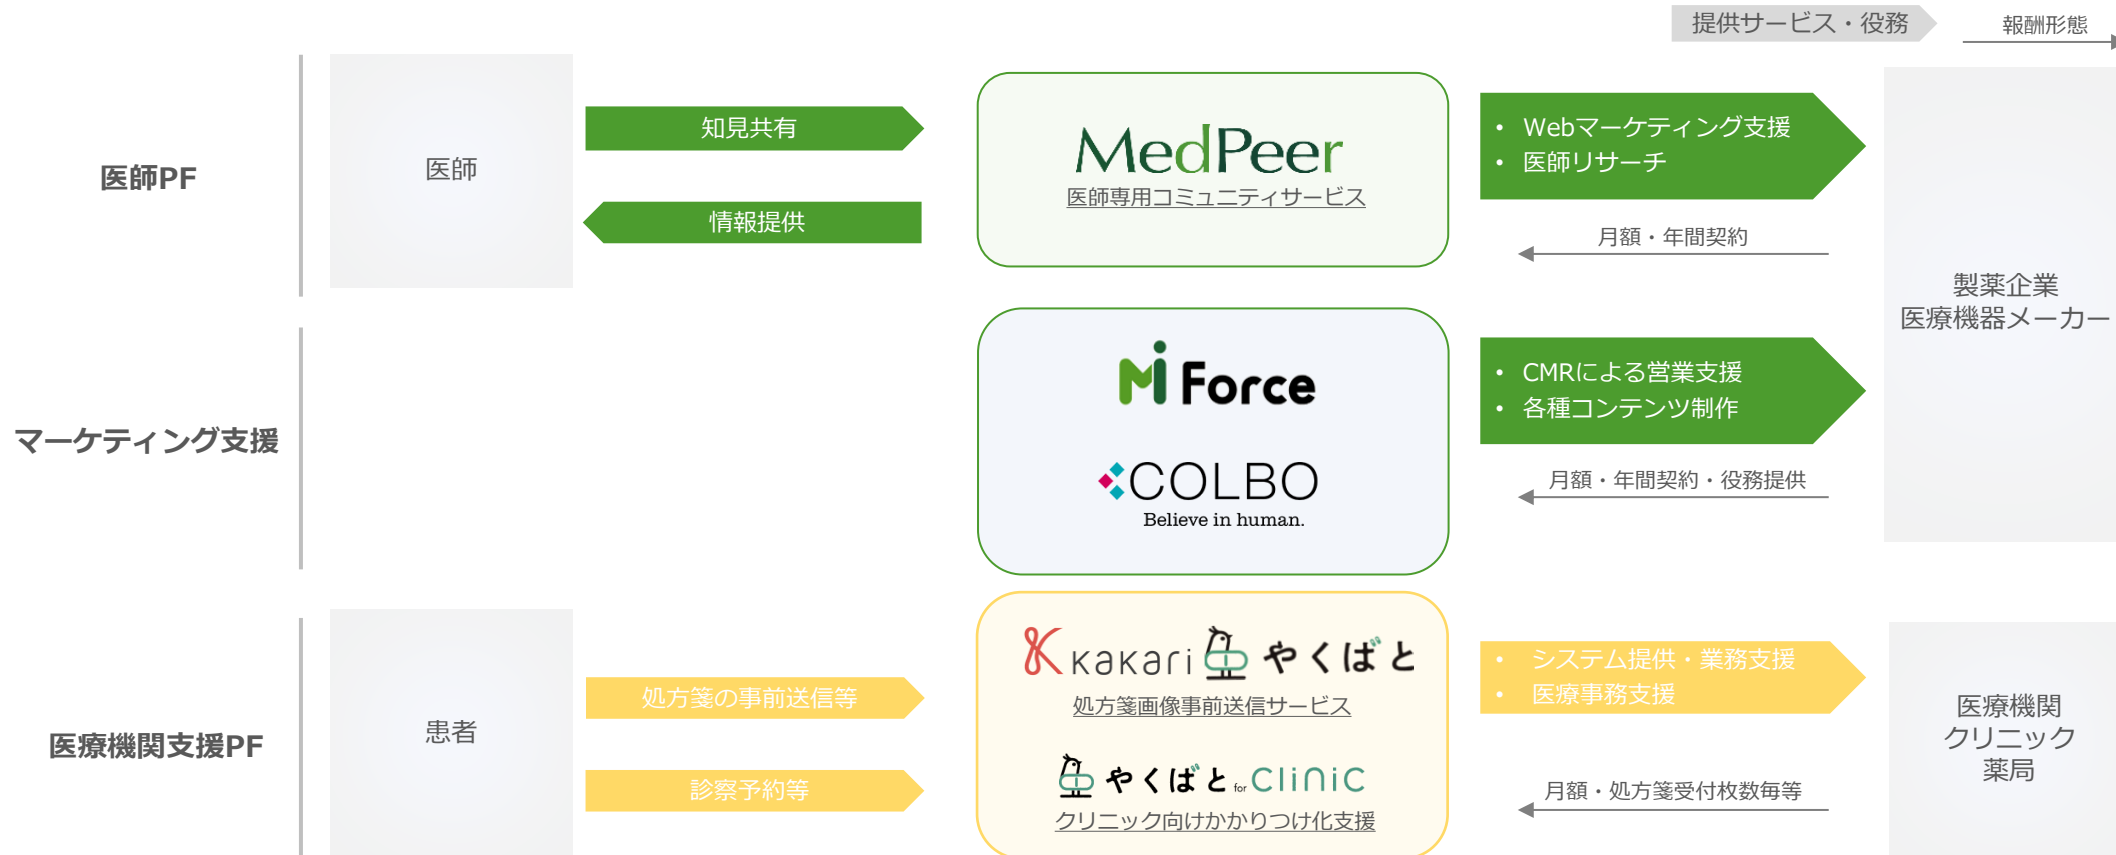 提供サービス・役務
報酬形態
医師PF
医師
知見共有
情報提供
MedPeer
医師専用コミュニティサービス
• Webマーケティング支援
• 医師リサーチ
月額・年間契約
製薬企業
医療機器メーカー
マーケティング支援
Mi Force
COLBO
Believe in human.
• CMRによる営業支援
• 各種コンテンツ制作
月額・年間契約・役務提供
医療機関支援PF
患者
処方箋の事前送信等
診察予約等
kakari やくばと
処方箋画像事前送信サービス
やくばと for Clinic
クリニック向けかかりつけ化支援
• システム提供・業務支援
• 医療事務支援
月額・処方箋受付枚数毎等
医療機関
クリニック
薬局